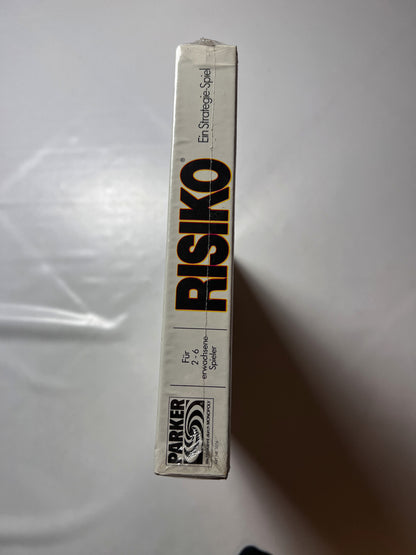 PARKER
Für
2-6
erwachsene
Spieler
RISIKO®
Ein Strategie-Spiel